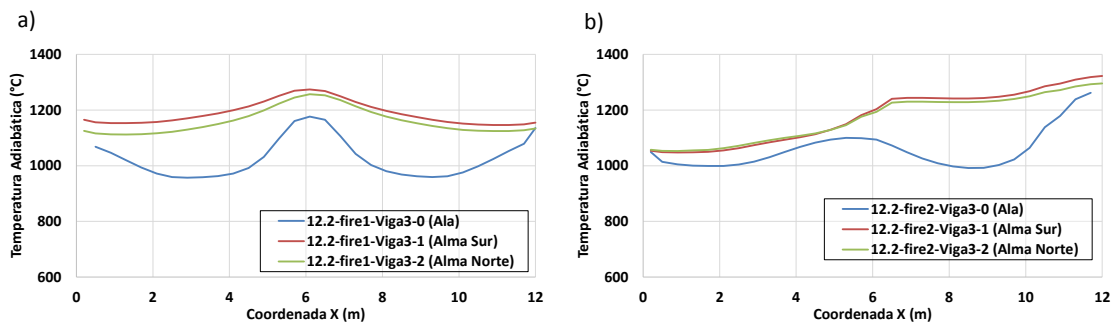 a)
1400
1200
1000
800
600
Temperatura Adiabática (°C)
0 2 4 6 8 10 12
Coordenada X (m)
12.2-fire1-Viga3-0 (Ala)
12.2-fire1-Viga3-1 (Alma Sur)
12.2-fire1-Viga3-2 (Alma Norte)
b)
1400
1200
1000
800
600
Temperatura Adiabática (°C)
0 2 4 6 8 10 12
Coordenada X (m)
12.2-fire2-Viga3-0 (Ala)
12.2-fire2-Viga3-1 (Alma Sur)
12.2-fire2-Viga3-2 (Alma Norte)